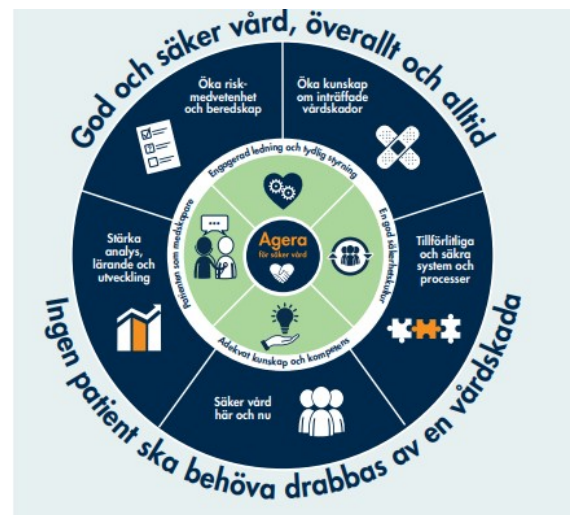 God och säker vård, överallt och alltid
Öka risk-
medvetenhet
och beredskap
Öka kunskap
om inträffade
vårdskador
Engagerad ledning och tydlig styrning
Patienten som medskapare
En god säkerhetskultur
Stärka
analys,
lärande och
utveckling
Agera
för säker vård
Tillförlitliga
och säkra
system och
processer
Adekvat kunskap och kompetens
Säker vård
här och nu
Ingen patient ska behöva drabbas av en vårdskada